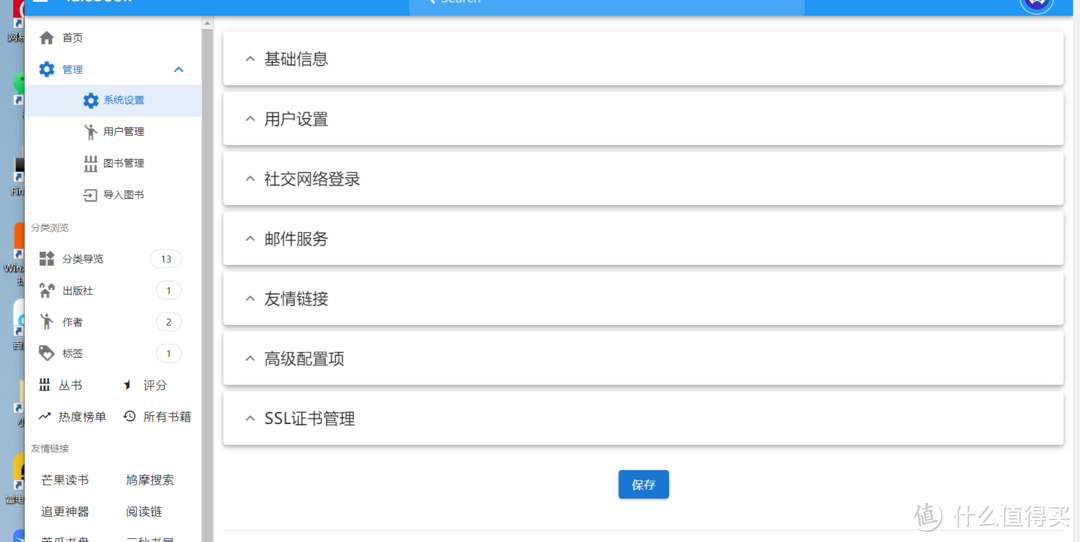 Search
首页
管理
系统设置
用户管理
图书管理
导入图书
分类浏览
分类导览 13
出版社 1
作者 2
标签 1
丛书 评分
热度榜单 所有书籍
友情链接
芒果读书 鸠摩搜索
追更神器 阅读链
基础信息
用户设置
社交网络登录
邮件服务
友情链接
高级配置项
SSL证书管理
保存
值 什么值得买